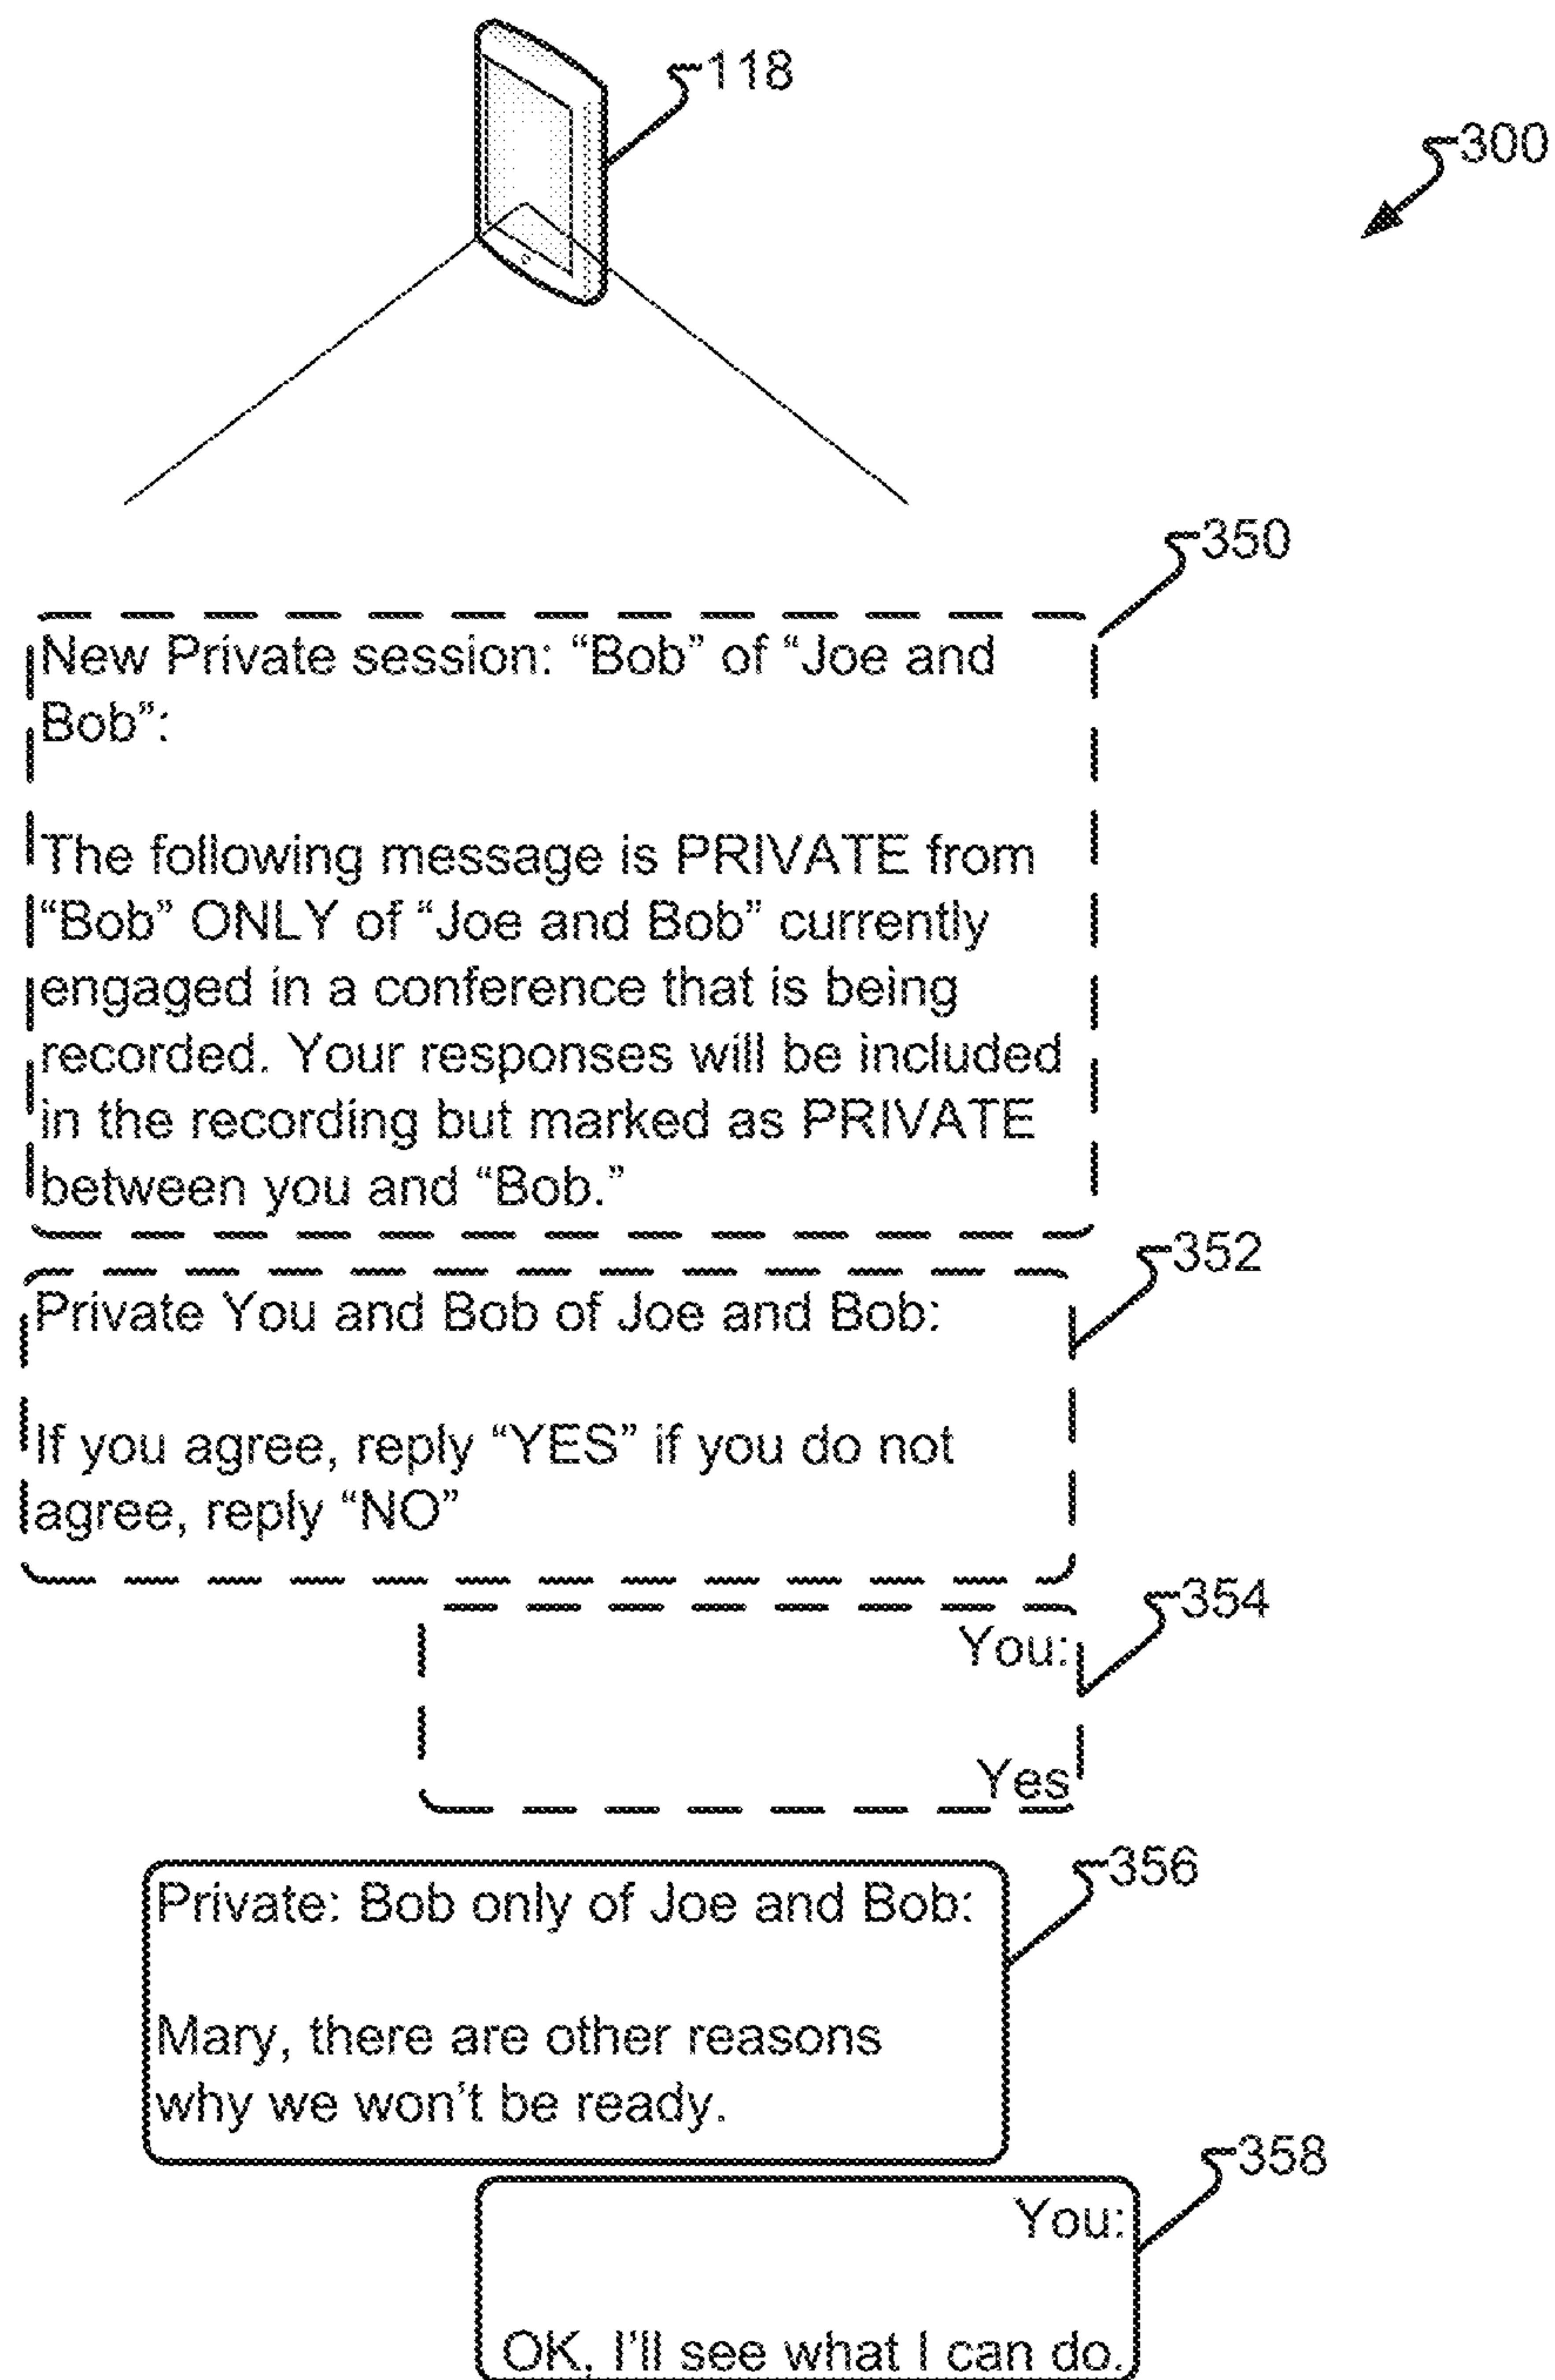 118
300
350
New Private session: “Bob” of “Joe and
Bob”:
The following message is PRIVATE from
“Bob” ONLY of “Joe and Bob” currently
engaged in a conference that is being
recorded. Your responses will be included
in the recording but marked as PRIVATE
between you and “Bob.”
352
Private You and Bob of Joe and Bob:
If you agree, reply “YES” if you do not
agree, reply “NO”
354
You:
Yes
356
Private: Bob only of Joe and Bob:
Mary, there are other reasons
why we won’t be ready.
358
You:
OK, I’ll see what I can do.